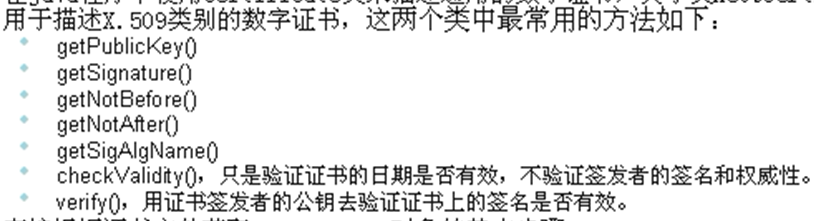 用于描述X.509类别的数字证书，这两个类中最常用的方法如下：
getPublicKey()
getSignature()
getNotBefore()
getNotAfter()
getSigAlgName()
checkValidity()，只是验证证书的日期是否有效，不验证签发者的签名和权威性。
verify()，用证书签发者的公钥去验证证书上的签名是否有效。